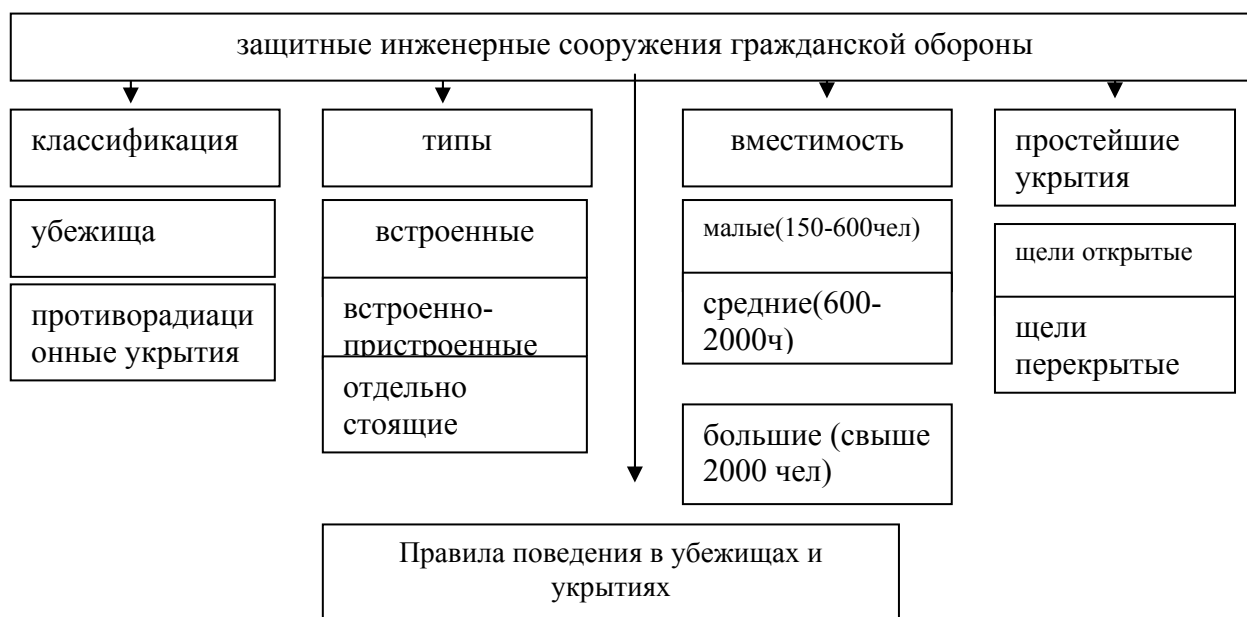 защитные инженерные сооружения гражданской обороны
классификация
убежища
противорадиаци
онные укрытия
типы
встроенные
встроенно-
пристроенные
отдельно
стоящие
вместимость
малые(150-600чел)
средние(600-
2000ч)
большие (свыше
2000 чел)
простейшие
укрытия
щели открытые
щели
перекрытые
Правила поведения в убежищах и
укрытиях